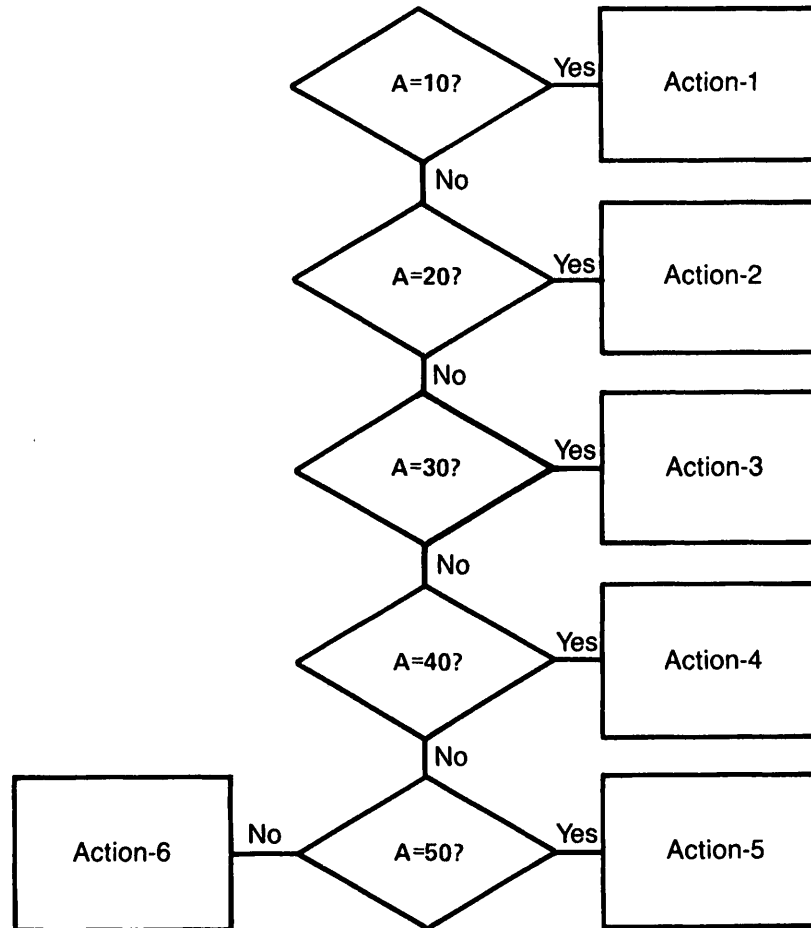 A=10?
Yes
Action-1
No
A=20?
Yes
Action-2
No
A=30?
Yes
Action-3
No
A=40?
Yes
Action-4
No
Action-6
No
A=50?
Yes
Action-5